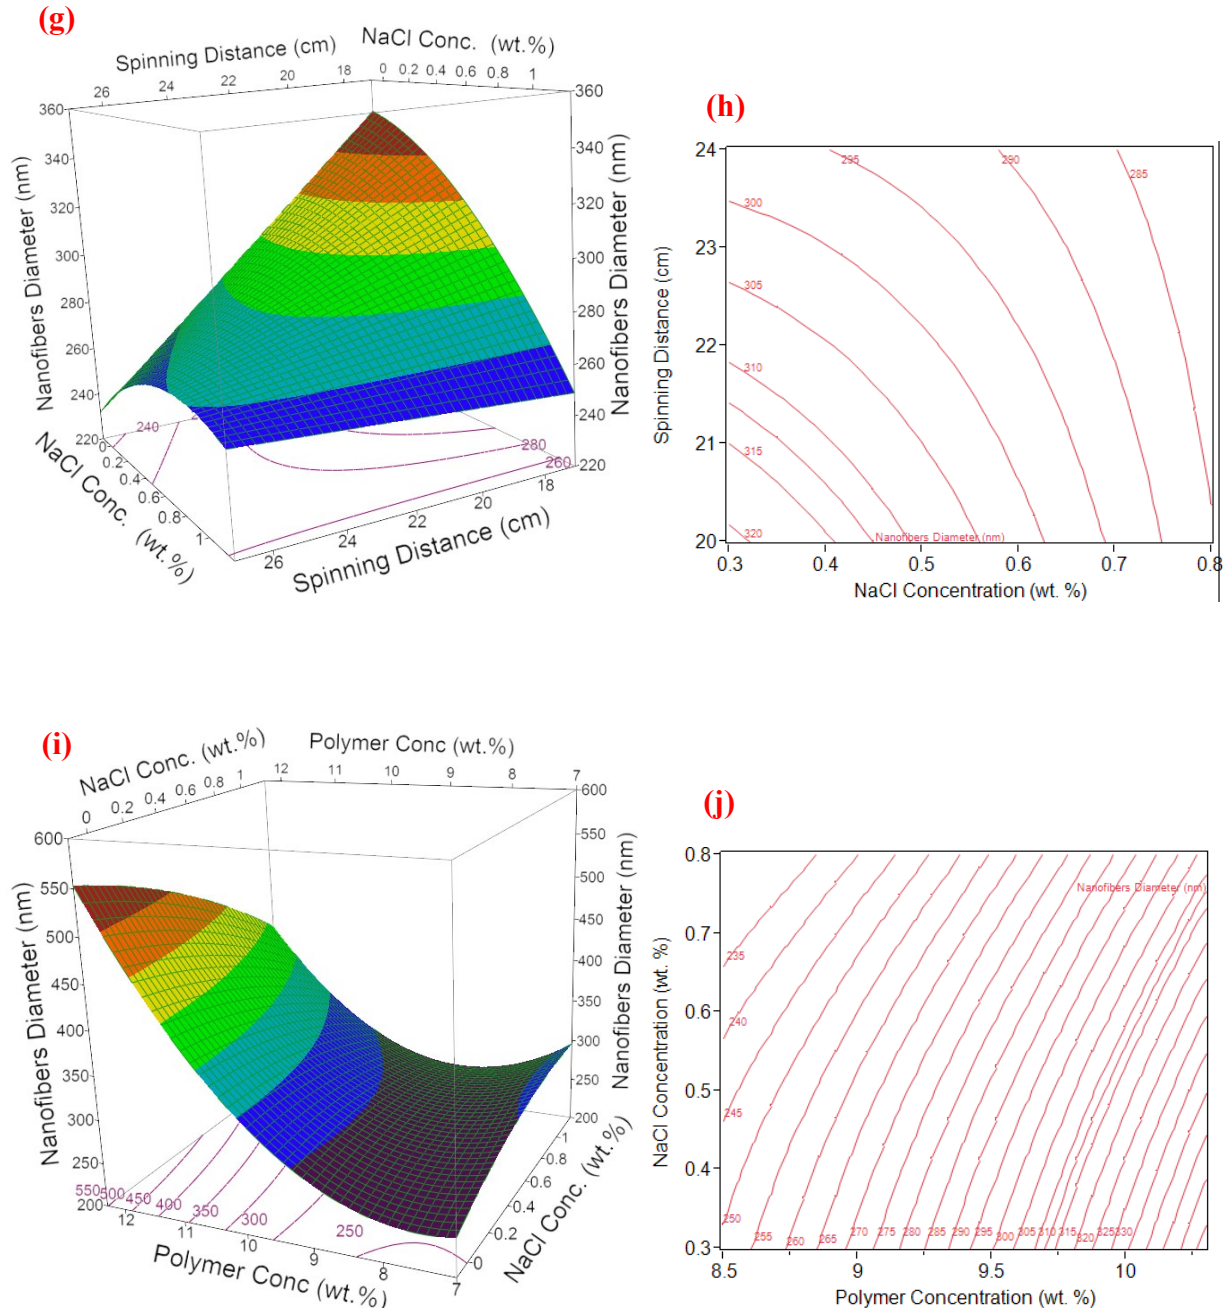 (g)
Spinning Distance (cm)
NaCl Conc. (wt.%)
26 24 22 20 18
0 0.2 0.4 0.6 0.8 1
360
340
320
300
280
260
240
220
Nanofibers Diameter (nm)
360
340
320
300
280
260
240
220
Nanofibers Diameter (nm)
240
280
260
0
0.2
0.4
0.6
0.8
1
NaCl Conc. (wt.%)
26 24 22 20 18
Spinning Distance (cm)
(h)
24
23
22
21
20
Spinning Distance (cm)
295
290
285
300
305
310
315
320
Nanofibers Diameter (nm)
0.3 0.4 0.5 0.6 0.7 0.8
NaCl Concentration (wt. %)
(i)
NaCl Conc. (wt.%)
Polymer Conc (wt.%)
0 0.2 0.4 0.6 0.8 1
12 11 10 9 8 7
600
550
500
450
400
350
300
250
200
Nanofibers Diameter (nm)
600
550
500
450
400
350
300
250
200
Nanofibers Diameter (nm)
550 500 450 400 350 300 250
12 11 10 9 8 7
Polymer Conc (wt.%)
1
0.8
0.6
0.4
0.2
0
NaCl Conc. (wt.%)
(j)
0.8
0.7
0.6
0.5
0.4
0.3
NaCl Concentration (wt. %)
Nanofibers Diameter (nm)
235
240
245
250
255 260 265 270 275 280 285 290 295 300 305 310 315 320 325 330
8.5 9 9.5 10
Polymer Concentration (wt. %)